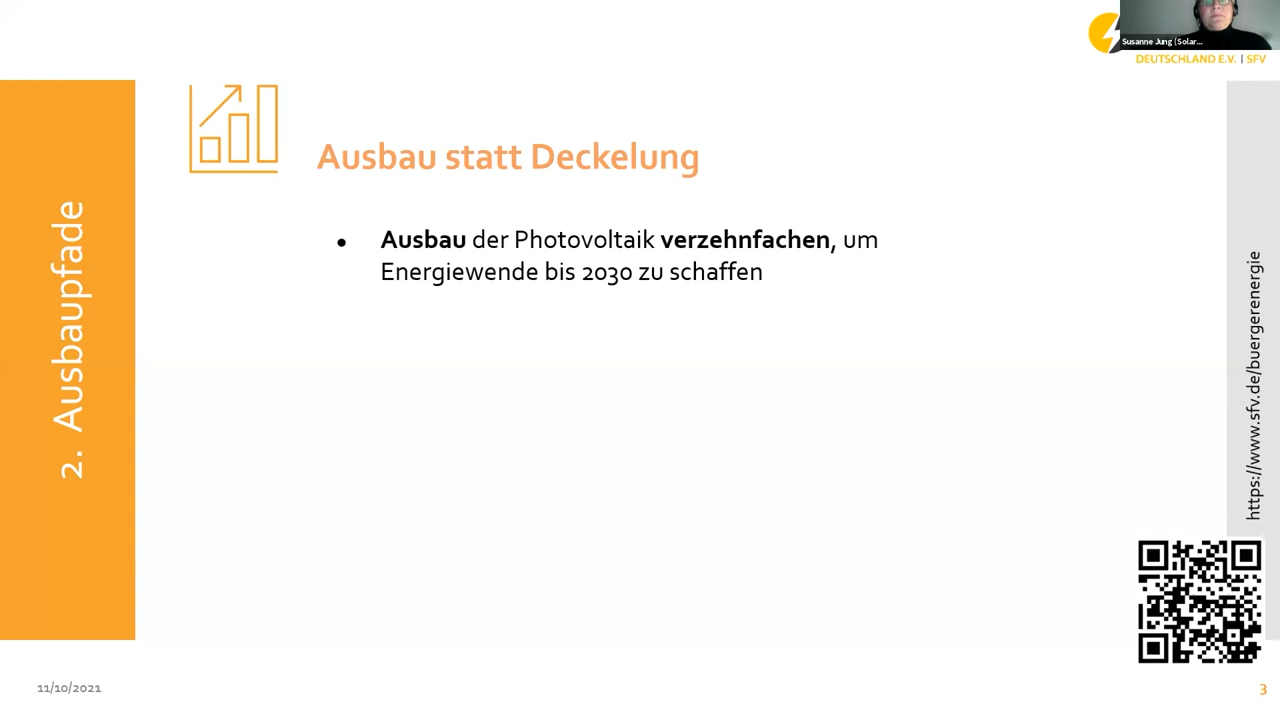 Susanne Jung (Solar...
DEUTSCHLAND E.V. | SFV
2. Ausbaupfade
Ausbau statt Deckelung
● Ausbau der Photovoltaik verzehnfachen, um
Energiewende bis 2030 zu schaffen
https://www.sfv.de/buergerenergie
11/10/2021
3